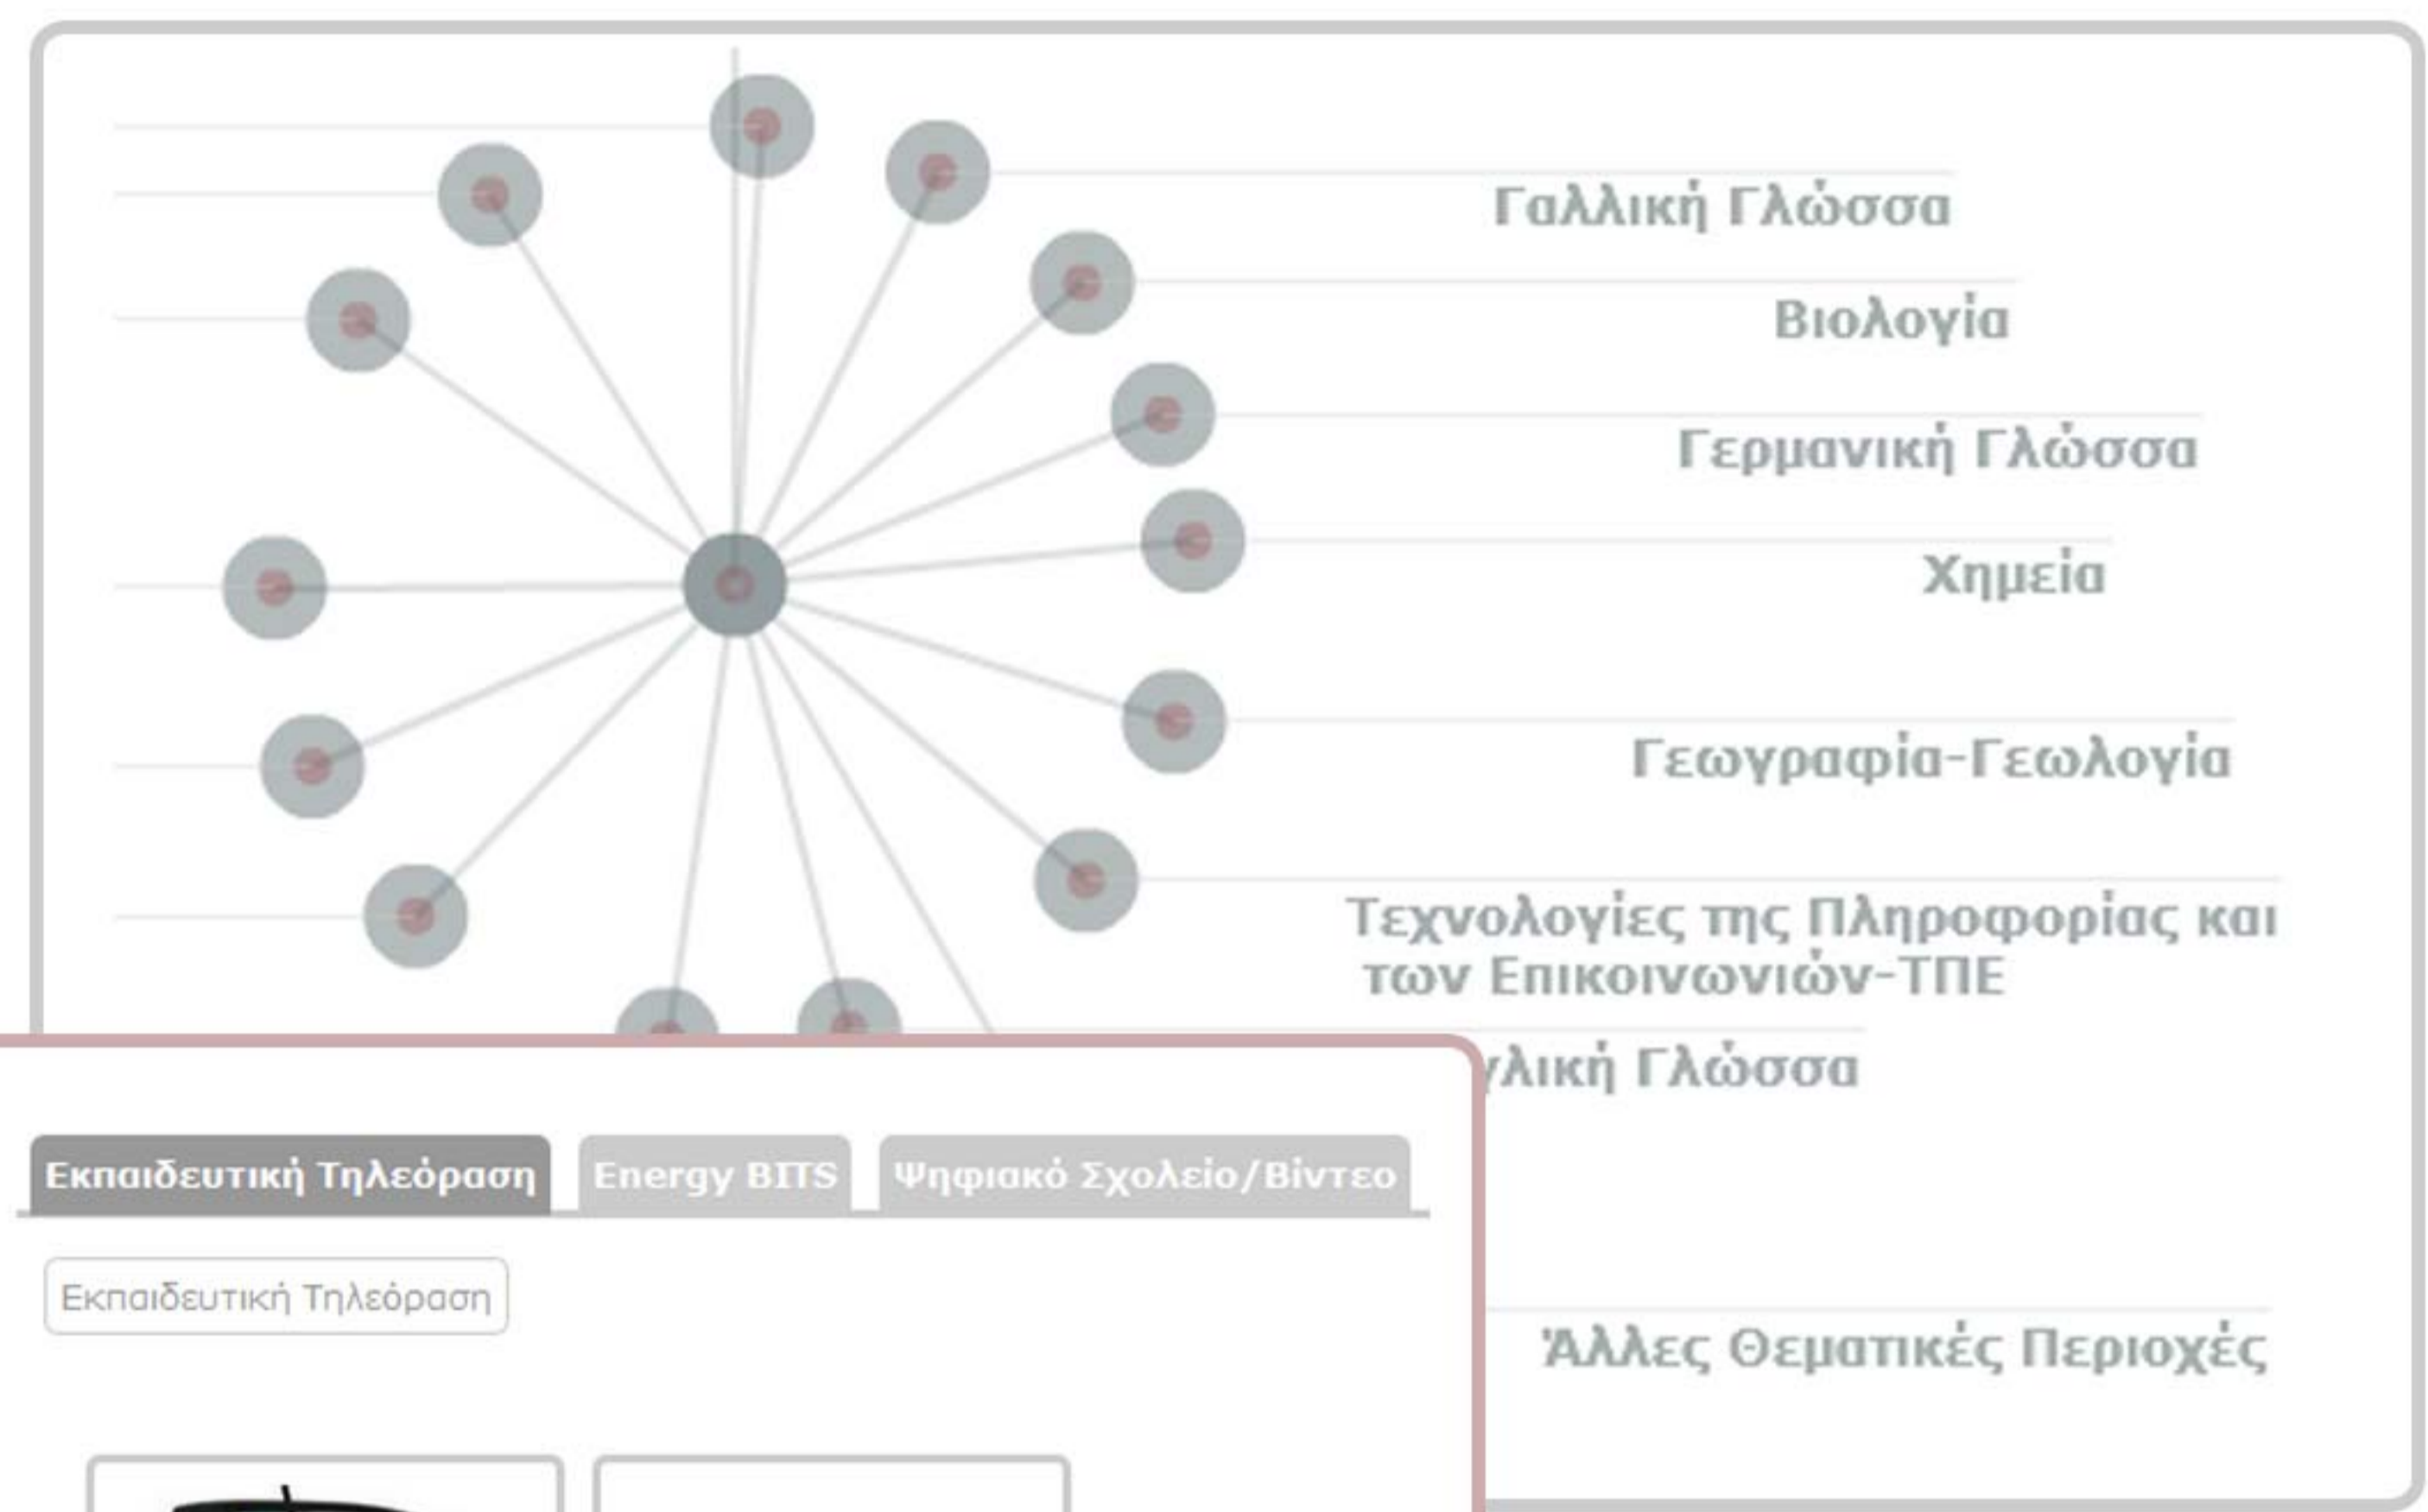 Γαλλική Γλώσσα
Βιολογία
Γερμανική Γλώσσα
Χημεία
Γεωγραφία-Γεωλογία
Τεχνολογίες της Πληροφορίας και
των Επικοινωνιών-ΤΠΕ
Γλώσσα
Εκπαιδευτική Τηλεόραση Energy BITS Ψηφιακό Σχολείο/Βίντεο
Εκπαιδευτική Τηλεόραση
Άλλες Θεματικές Περιοχές